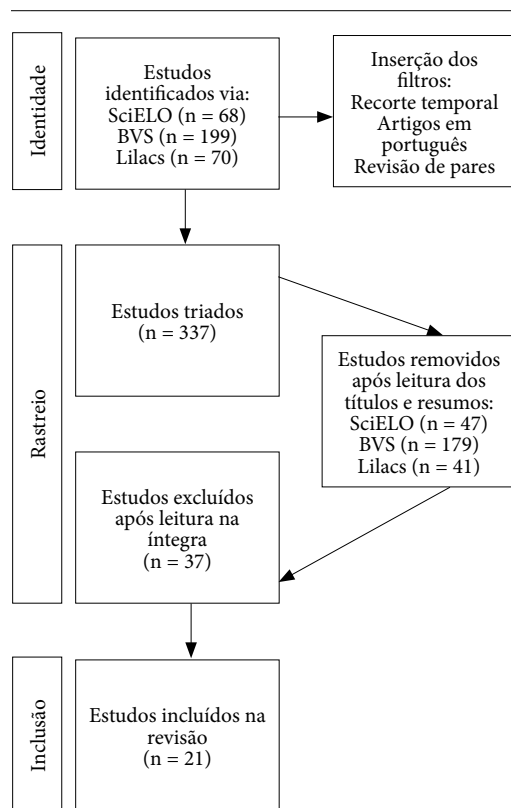 Identidade
Estudos
identificados via:
SciELO (n = 68)
BVS (n = 199)
Lilacs (n = 70)
Inserção dos
filtros:
Recorte temporal
Artigos em
português
Revisão de pares
Rastreio
Estudos triados
(n = 337)
Estudos removidos
após leitura dos
títulos e resumos:
SciELO (n = 47)
BVS (n = 179)
Lilacs (n = 41)
Estudos excluídos
após leitura na
íntegra
(n = 37)
Inclusão
Estudos incluídos na
revisão
(n = 21)